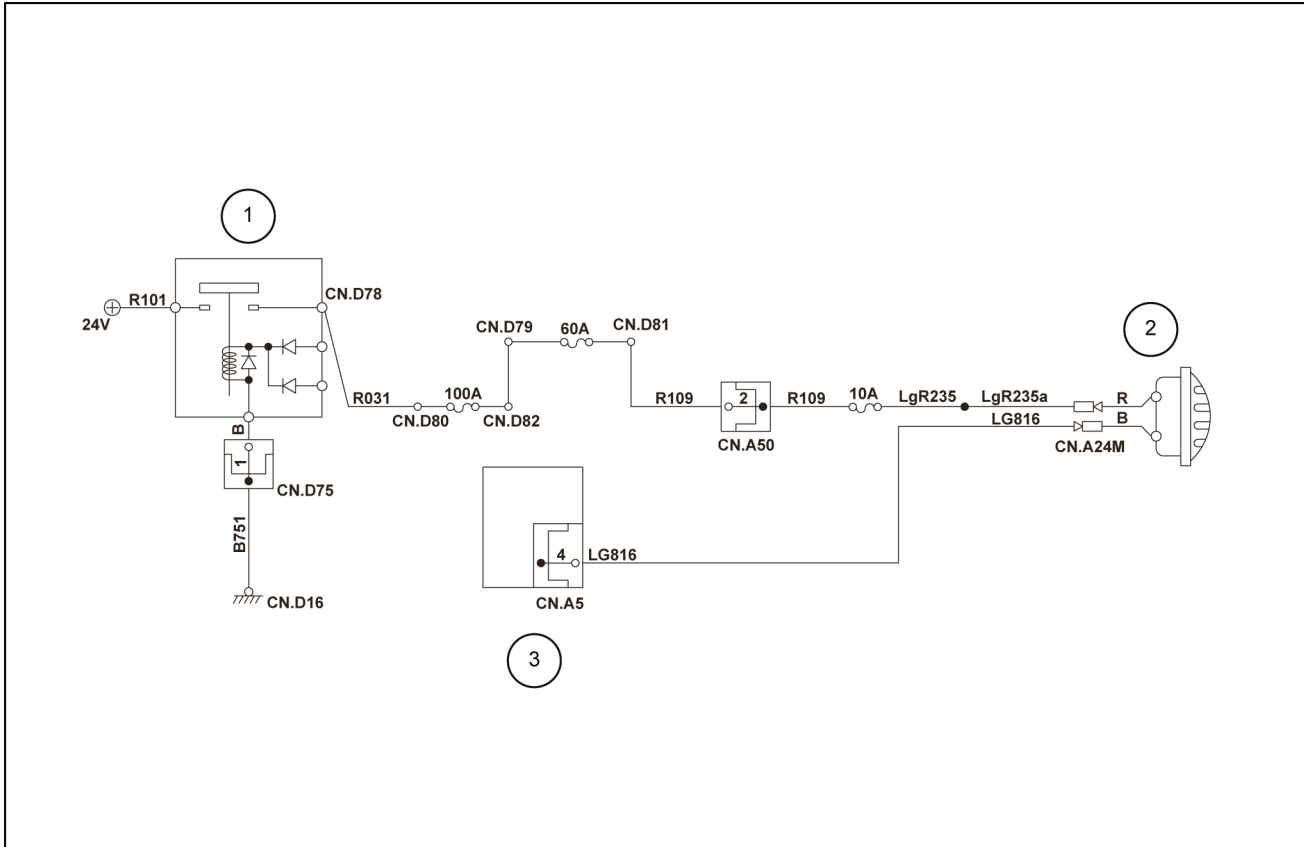 1
R101
24V
CN.D78
CN.D79
60A
CN.D81
2
R031
100A
CN.D80
CN.D82
R109
2
R109
10A
LgR235
LgR235a
R
LG816
B
CN.A50
CN.A24M
B
1
CN.D75
B751
CN.D16
4
LG816
CN.A5
3